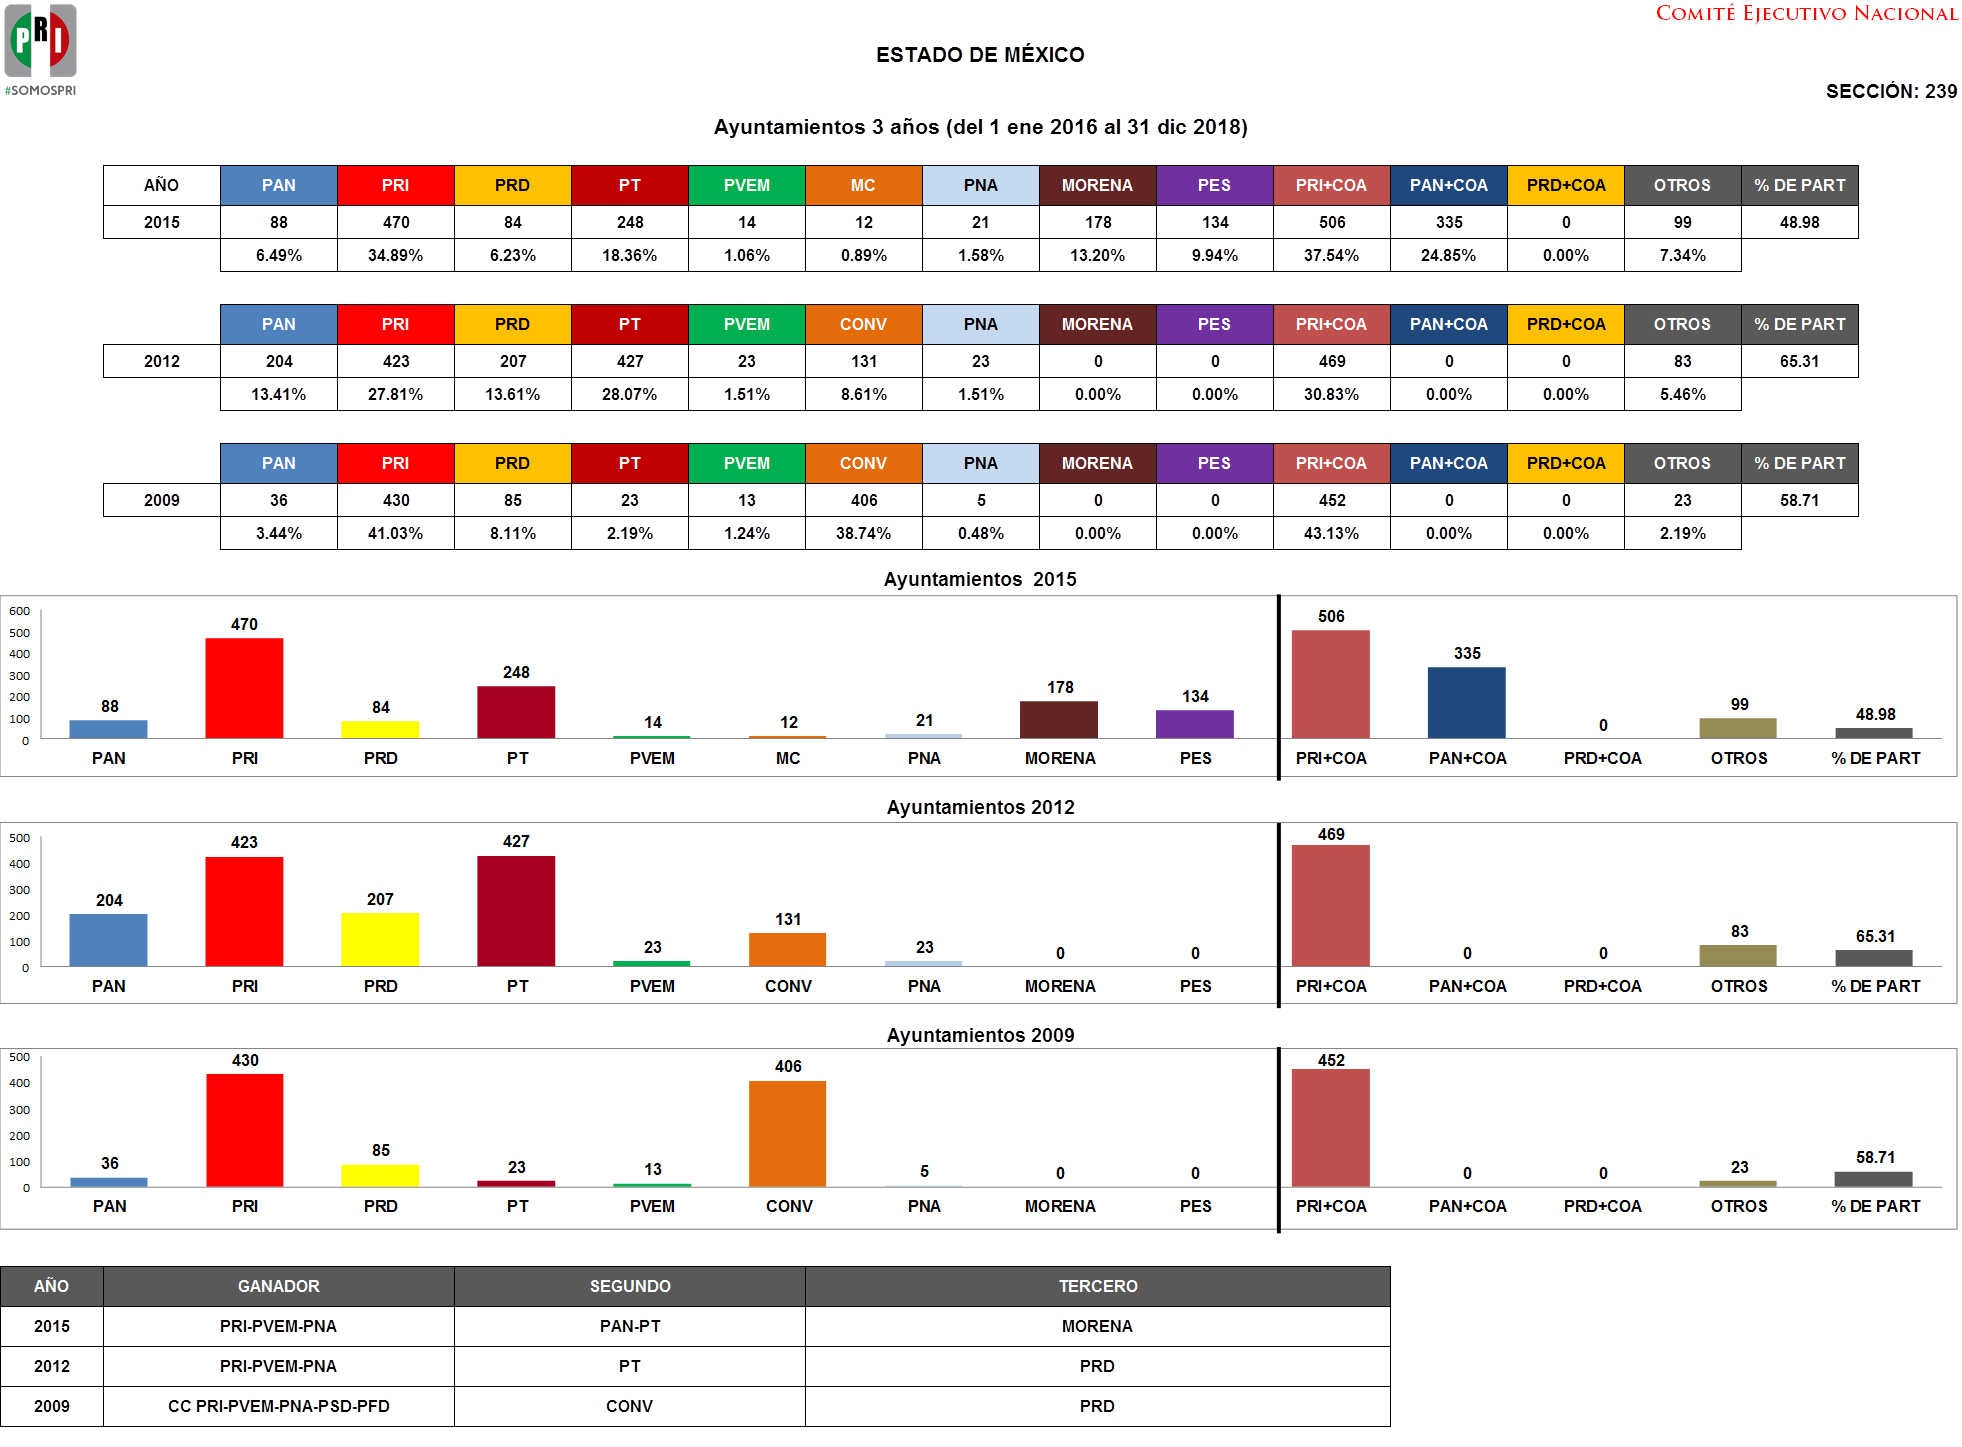 PRI
#SOMOSPRI
COMITÉ EJECUTIVO NACIONAL
ESTADO DE MÉXICO
SECCIÓN: 239
Ayuntamientos 3 años (del 1 ene 2016 al 31 dic 2018)
AÑO PAN PRI PRD PT PVEM MC PNA MORENA PES PRI+COA PAN+COA PRD+COA OTROS % DE PART
2015 88 470 84 248 14 12 21 178 134 506 335 0 99 48.98
6.49% 34.89% 6.23% 18.36% 1.06% 0.89% 1.58% 13.20% 9.94% 37.54% 24.85% 0.00% 7.34%
PAN PRI PRD PT PVEM CONV PNA MORENA PES PRI+COA PAN+COA PRD+COA OTROS % DE PART
2012 204 423 207 427 23 131 23 0 0 469 0 0 83 65.31
13.41% 27.81% 13.61% 28.07% 1.51% 8.61% 1.51% 0.00% 0.00% 30.83% 0.00% 0.00% 5.46%
PAN PRI PRD PT PVEM CONV PNA MORENA PES PRI+COA PAN+COA PRD+COA OTROS % DE PART
2009 36 430 85 23 13 406 5 0 0 452 0 0 23 58.71
3.44% 41.03% 8.11% 2.19% 1.24% 38.74% 0.48% 0.00% 0.00% 43.13% 0.00% 0.00% 2.19%
Ayuntamientos 2015
600
500
400
300
200
100
0
88 470 84 248 14 12 21 178 134 506 335 0 99 48.98
PAN PRI PRD PT PVEM MC PNA MORENA PES PRI+COA PAN+COA PRD+COA OTROS % DE PART
Ayuntamientos 2012
500
400
300
200
100
0
204 423 207 427 23 131 23 0 0 469 0 0 83 65.31
PAN PRI PRD PT PVEM CONV PNA MORENA PES PRI+COA PAN+COA PRD+COA OTROS % DE PART
Ayuntamientos 2009
500
400
300
200
100
0
36 430 85 23 13 406 5 0 0 452 0 0 23 58.71
PAN PRI PRD PT PVEM CONV PNA MORENA PES PRI+COA PAN+COA PRD+COA OTROS % DE PART
AÑO GANADOR SEGUNDO TERCERO
2015 PRI-PVEM-PNA PAN-PT MORENA
2012 PRI-PVEM-PNA PT PRD
2009 CC PRI-PVEM-PNA-PSD-PFD CONV PRD